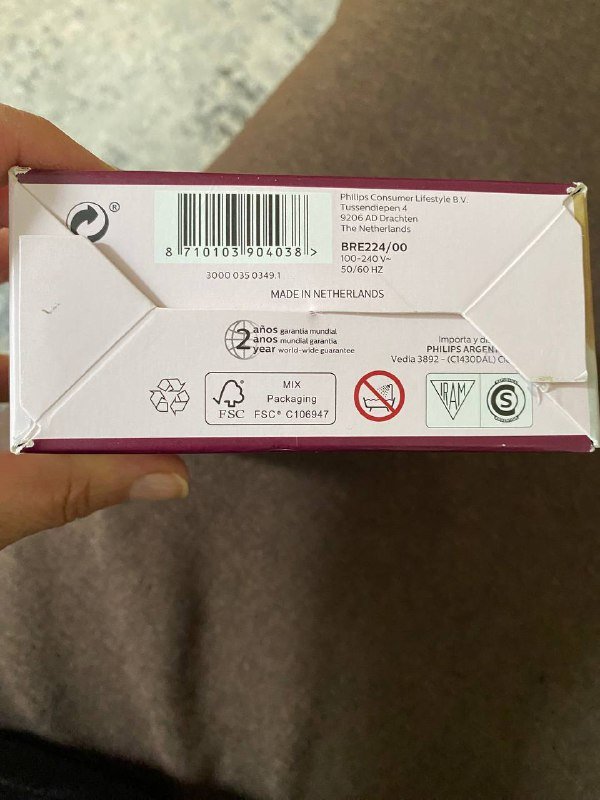 ®
Philips Consumer Lifestyle B.V.
Tussendiepen 4
9206 AD Drachten
The Netherlands
8 710103 904038 >
BRE224/00
100-240 V~
50/60 HZ
3000 035 0349.1
MADE IN NETHERLANDS
2 años garantia mundial
anos mundial garantia
year world-wide guarantee
Importa y
PHILIPS
Vedia 3892 - (C1430DAL)
FSC
MIX
Packaging
FSC® C106947
IRAM
S